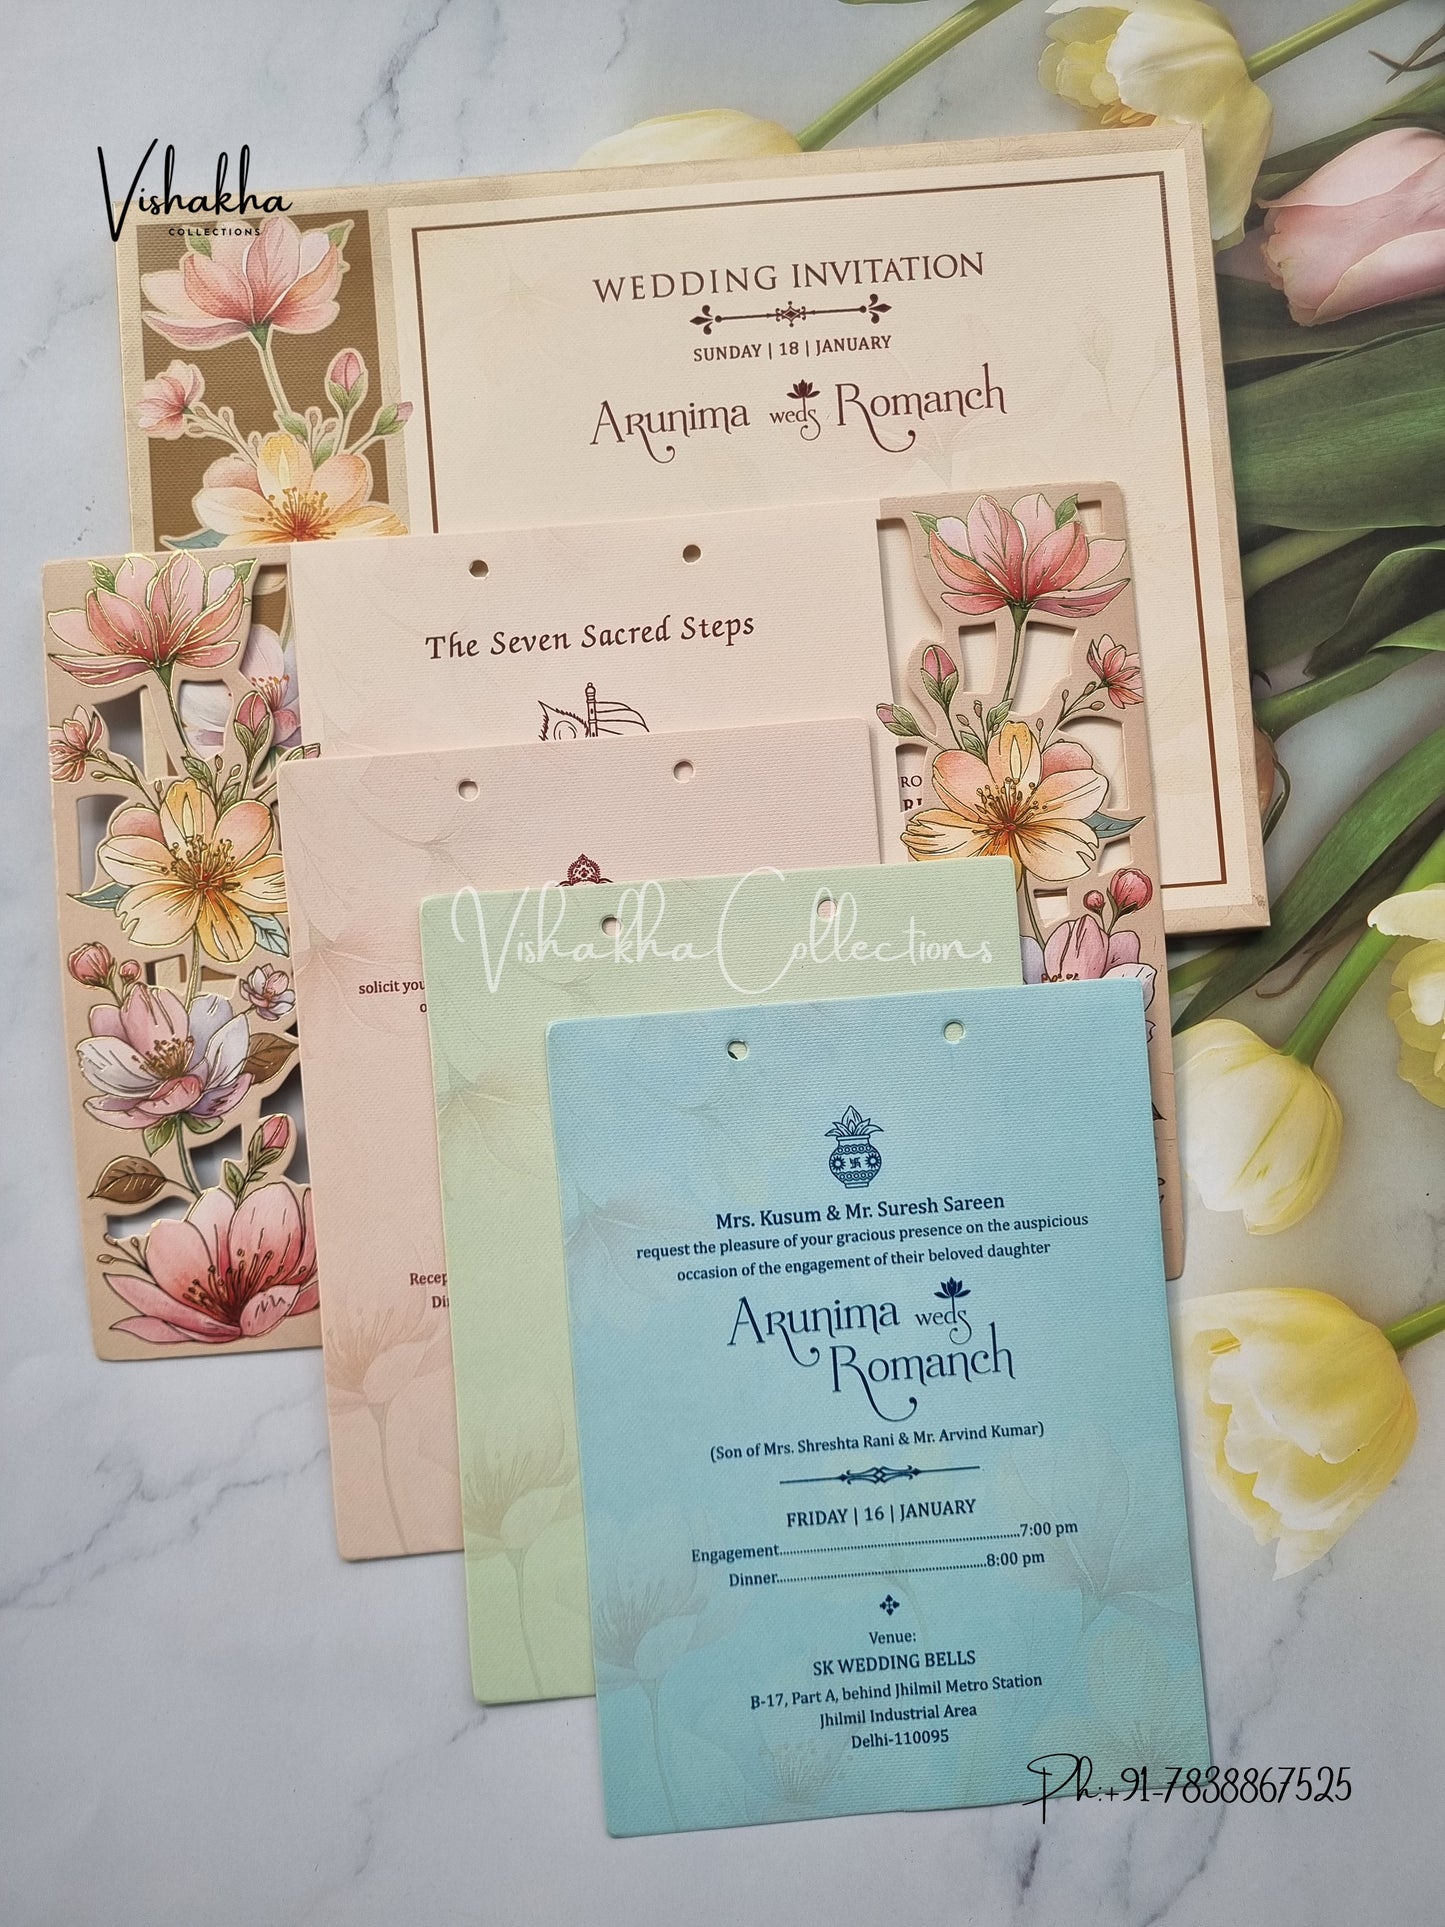 Vishakha
COLLECTIONS
WEDDING INVITATION
SUNDAY | 18 | JANUARY
Arunima weds Romanch
The Seven Sacred Steps
RO
solicit you
Recep
Di
Vishakha Collections
Mrs. Kusum & Mr. Suresh Sareen
request the pleasure of your gracious presence on the auspicious
occasion of the engagement of their beloved daughter
Arunima weds
Romanch
(Son of Mrs. Shreshta Rani & Mr. Arvind Kumar)
FRIDAY | 16 | JANUARY
Engagement..........................................................7:00 pm
Dinner..................................................8:00 pm
Venue:
SK WEDDING BELLS
B-17, Part A, behind Jhilmil Metro Station
Jhilmil Industrial Area
Delhi-110095
Ph:+91-7838867525